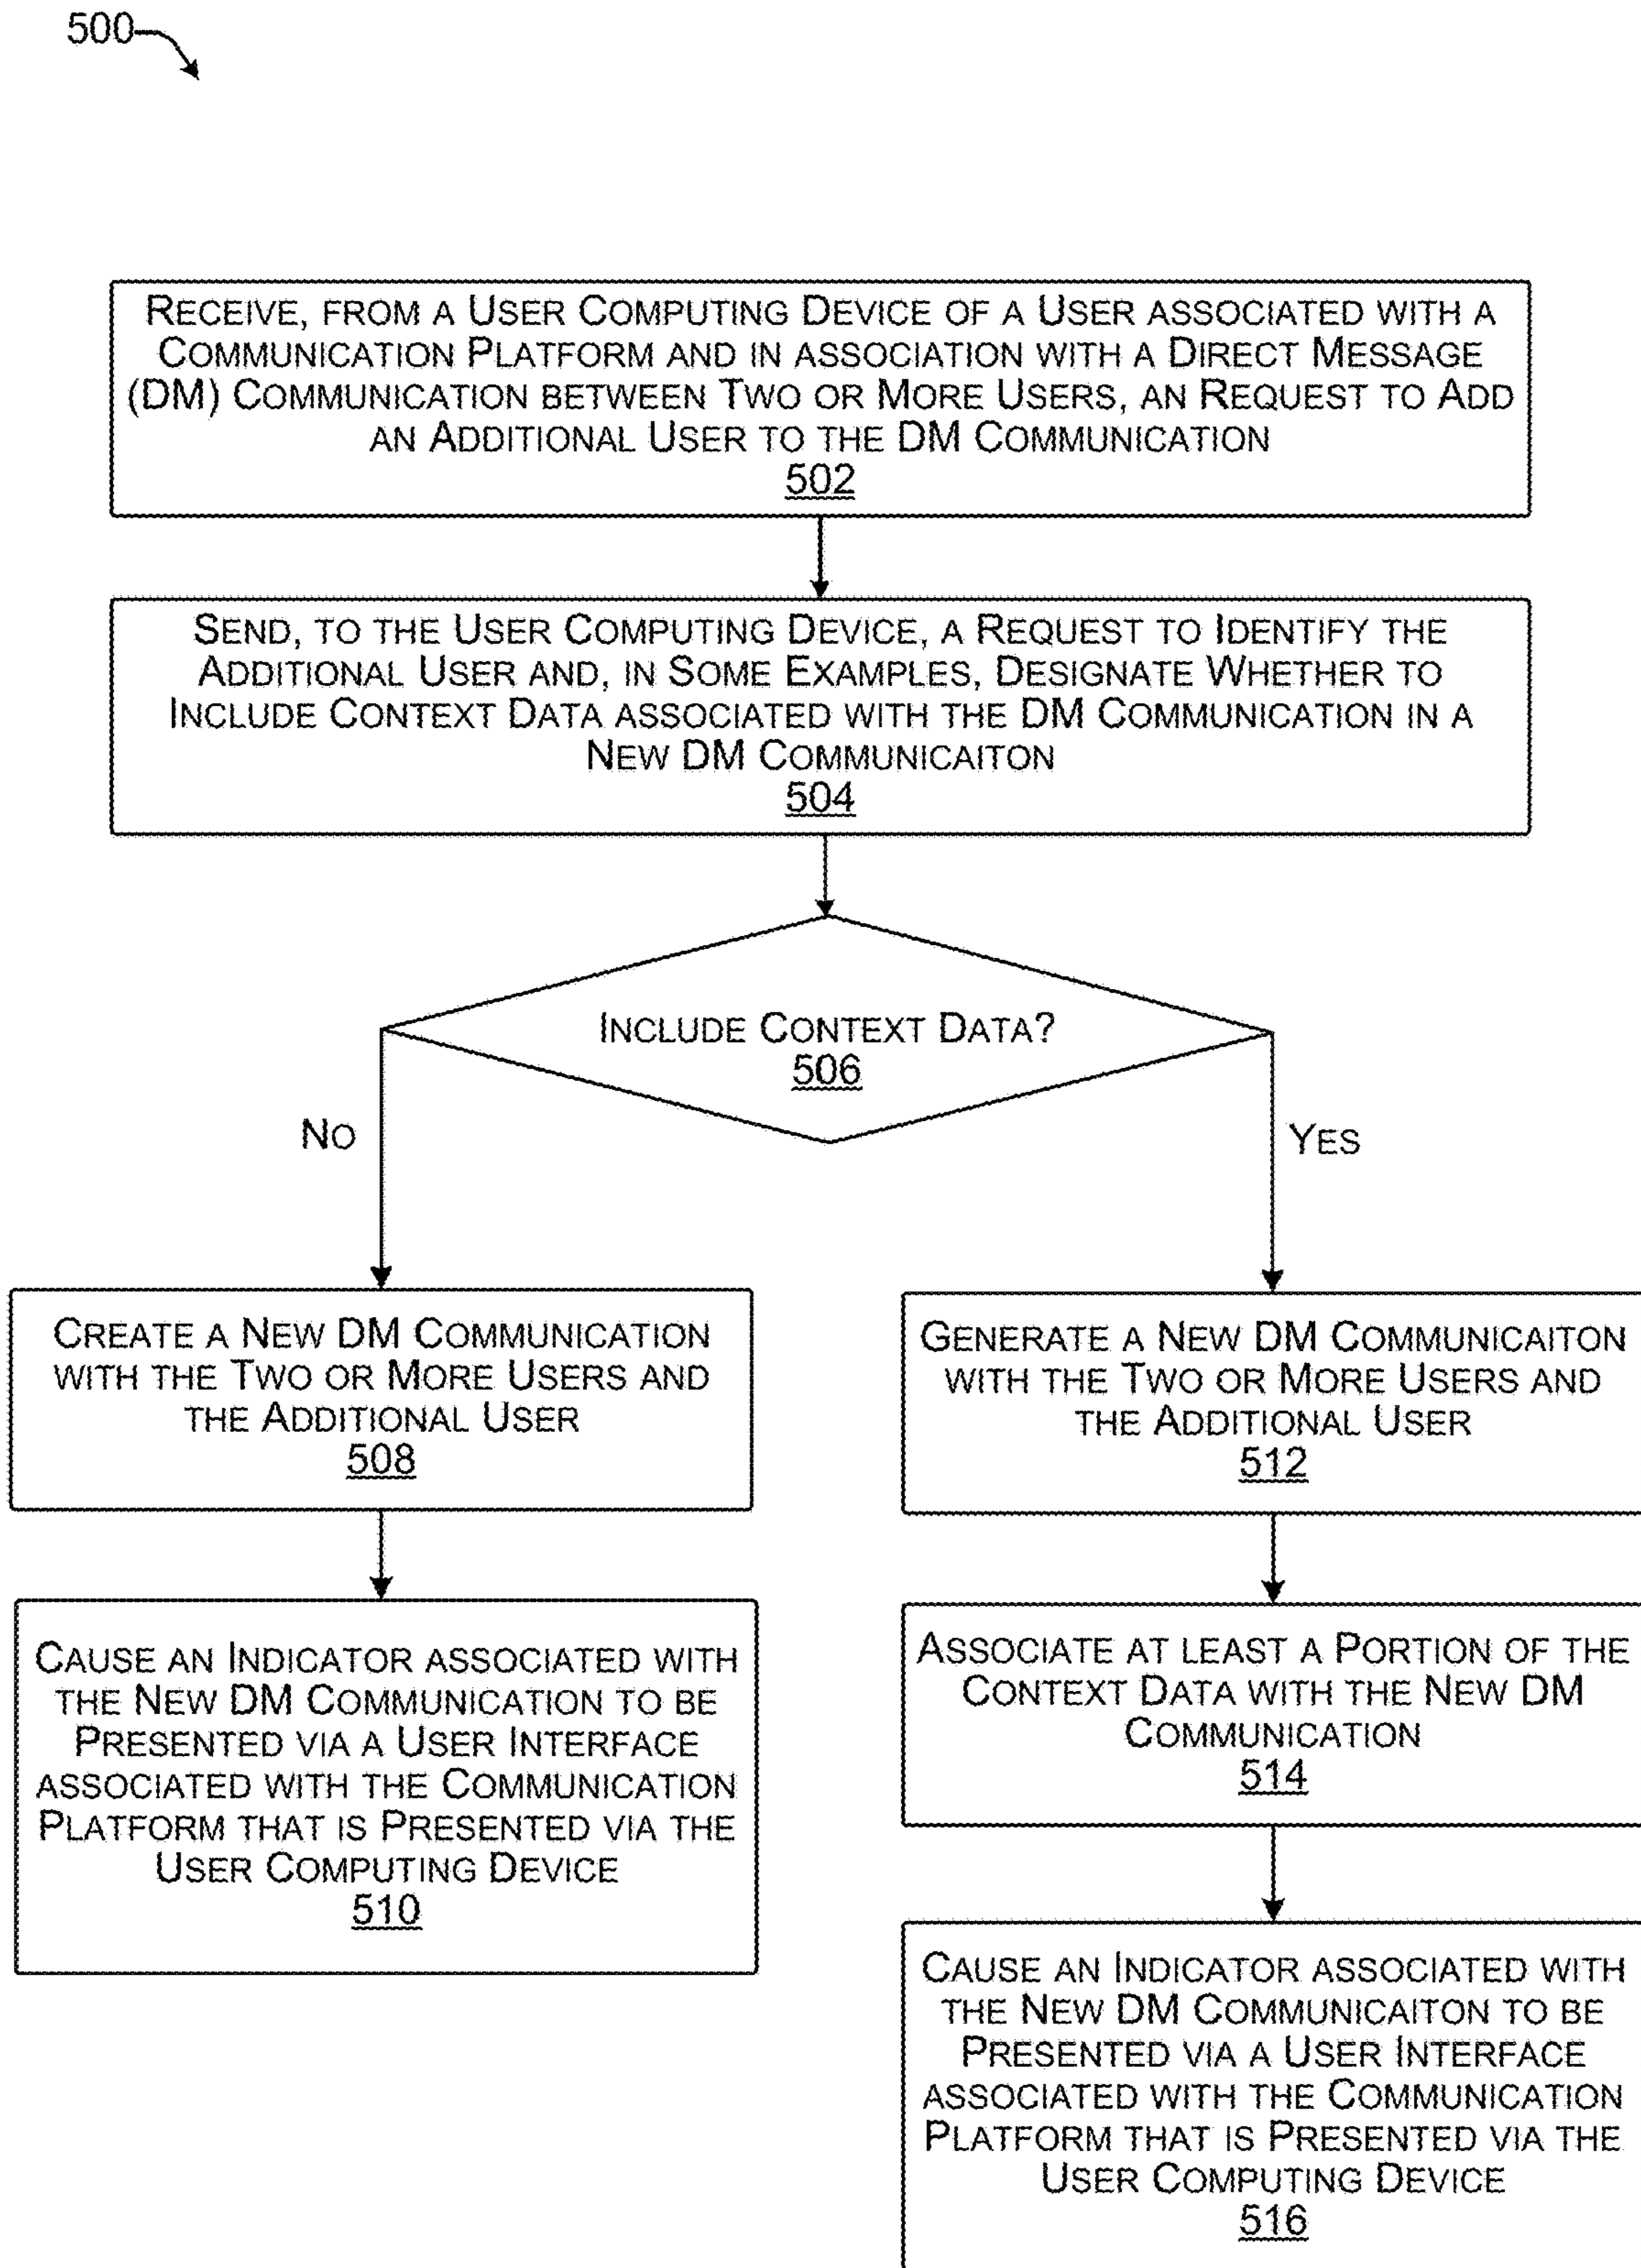 500
RECEIVE, FROM A USER COMPUTING DEVICE OF A USER ASSOCIATED WITH A
COMMUNICATION PLATFORM AND IN ASSOCIATION WITH A DIRECT MESSAGE
(DM) COMMUNICATION BETWEEN TWO OR MORE USERS, AN REQUEST TO ADD
AN ADDITIONAL USER TO THE DM COMMUNICATION
502
SEND, TO THE USER COMPUTING DEVICE, A REQUEST TO IDENTIFY THE
ADDITIONAL USER AND, IN SOME EXAMPLES, DESIGNATE WHETHER TO
INCLUDE CONTEXT DATA ASSOCIATED WITH THE DM COMMUNICATION IN A
NEW DM COMMUNICAITON
504
INCLUDE CONTEXT DATA?
506
NO
YES
CREATE A NEW DM COMMUNICATION
WITH THE TWO OR MORE USERS AND
THE ADDITIONAL USER
508
CAUSE AN INDICATOR ASSOCIATED WITH
THE NEW DM COMMUNICATION TO BE
PRESENTED VIA A USER INTERFACE
ASSOCIATED WITH THE COMMUNICATION
PLATFORM THAT IS PRESENTED VIA THE
USER COMPUTING DEVICE
510
GENERATE A NEW DM COMMUNICAITON
WITH THE TWO OR MORE USERS AND
THE ADDITIONAL USER
512
ASSOCIATE AT LEAST A PORTION OF THE
CONTEXT DATA WITH THE NEW DM
COMMUNICATION
514
CAUSE AN INDICATOR ASSOCIATED WITH
THE NEW DM COMMUNICAITON TO BE
PRESENTED VIA A USER INTERFACE
ASSOCIATED WITH THE COMMUNICATION
PLATFORM THAT IS PRESENTED VIA THE
USER COMPUTING DEVICE
516